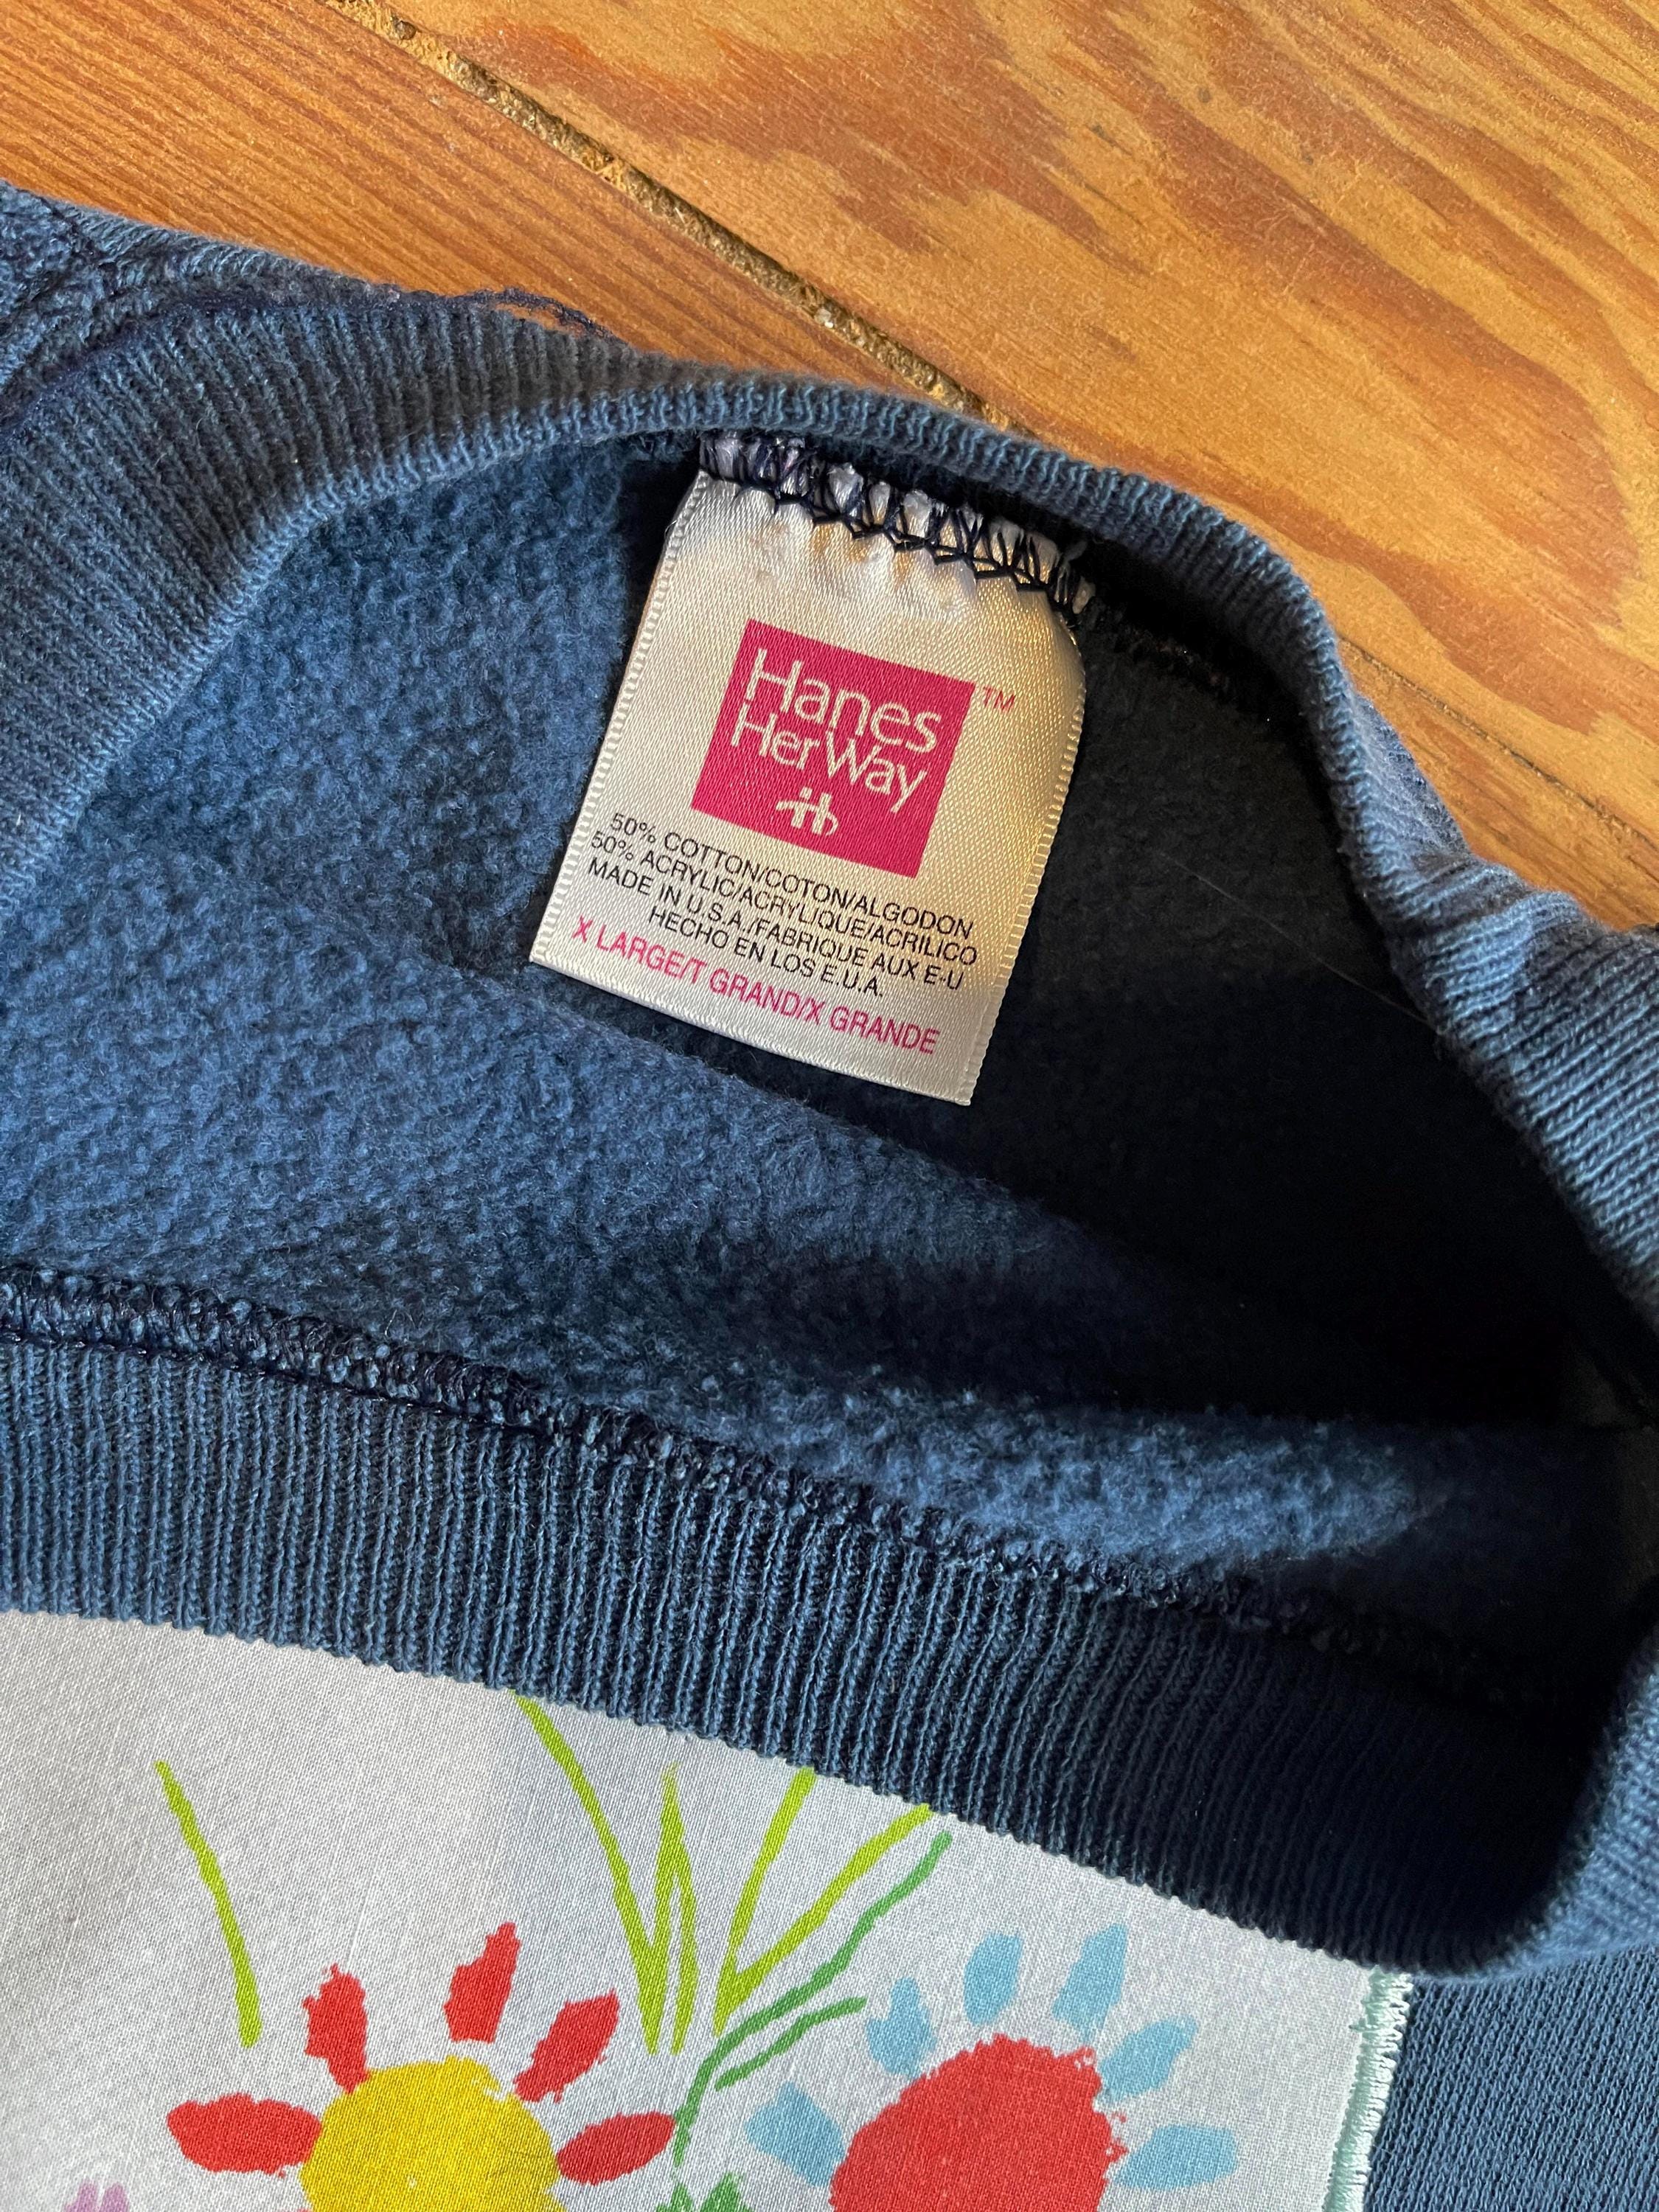 Hanes TM
HerWay
50% COTTON/COTON/ALGODON
50% ACRYLIC/ACRYLIQUE/ACRILICO
MADE IN U.S.A./FABRIQUE AUX E-U
HECHO EN LOS E.U.A.
X LARGE/T GRAND/X GRANDE